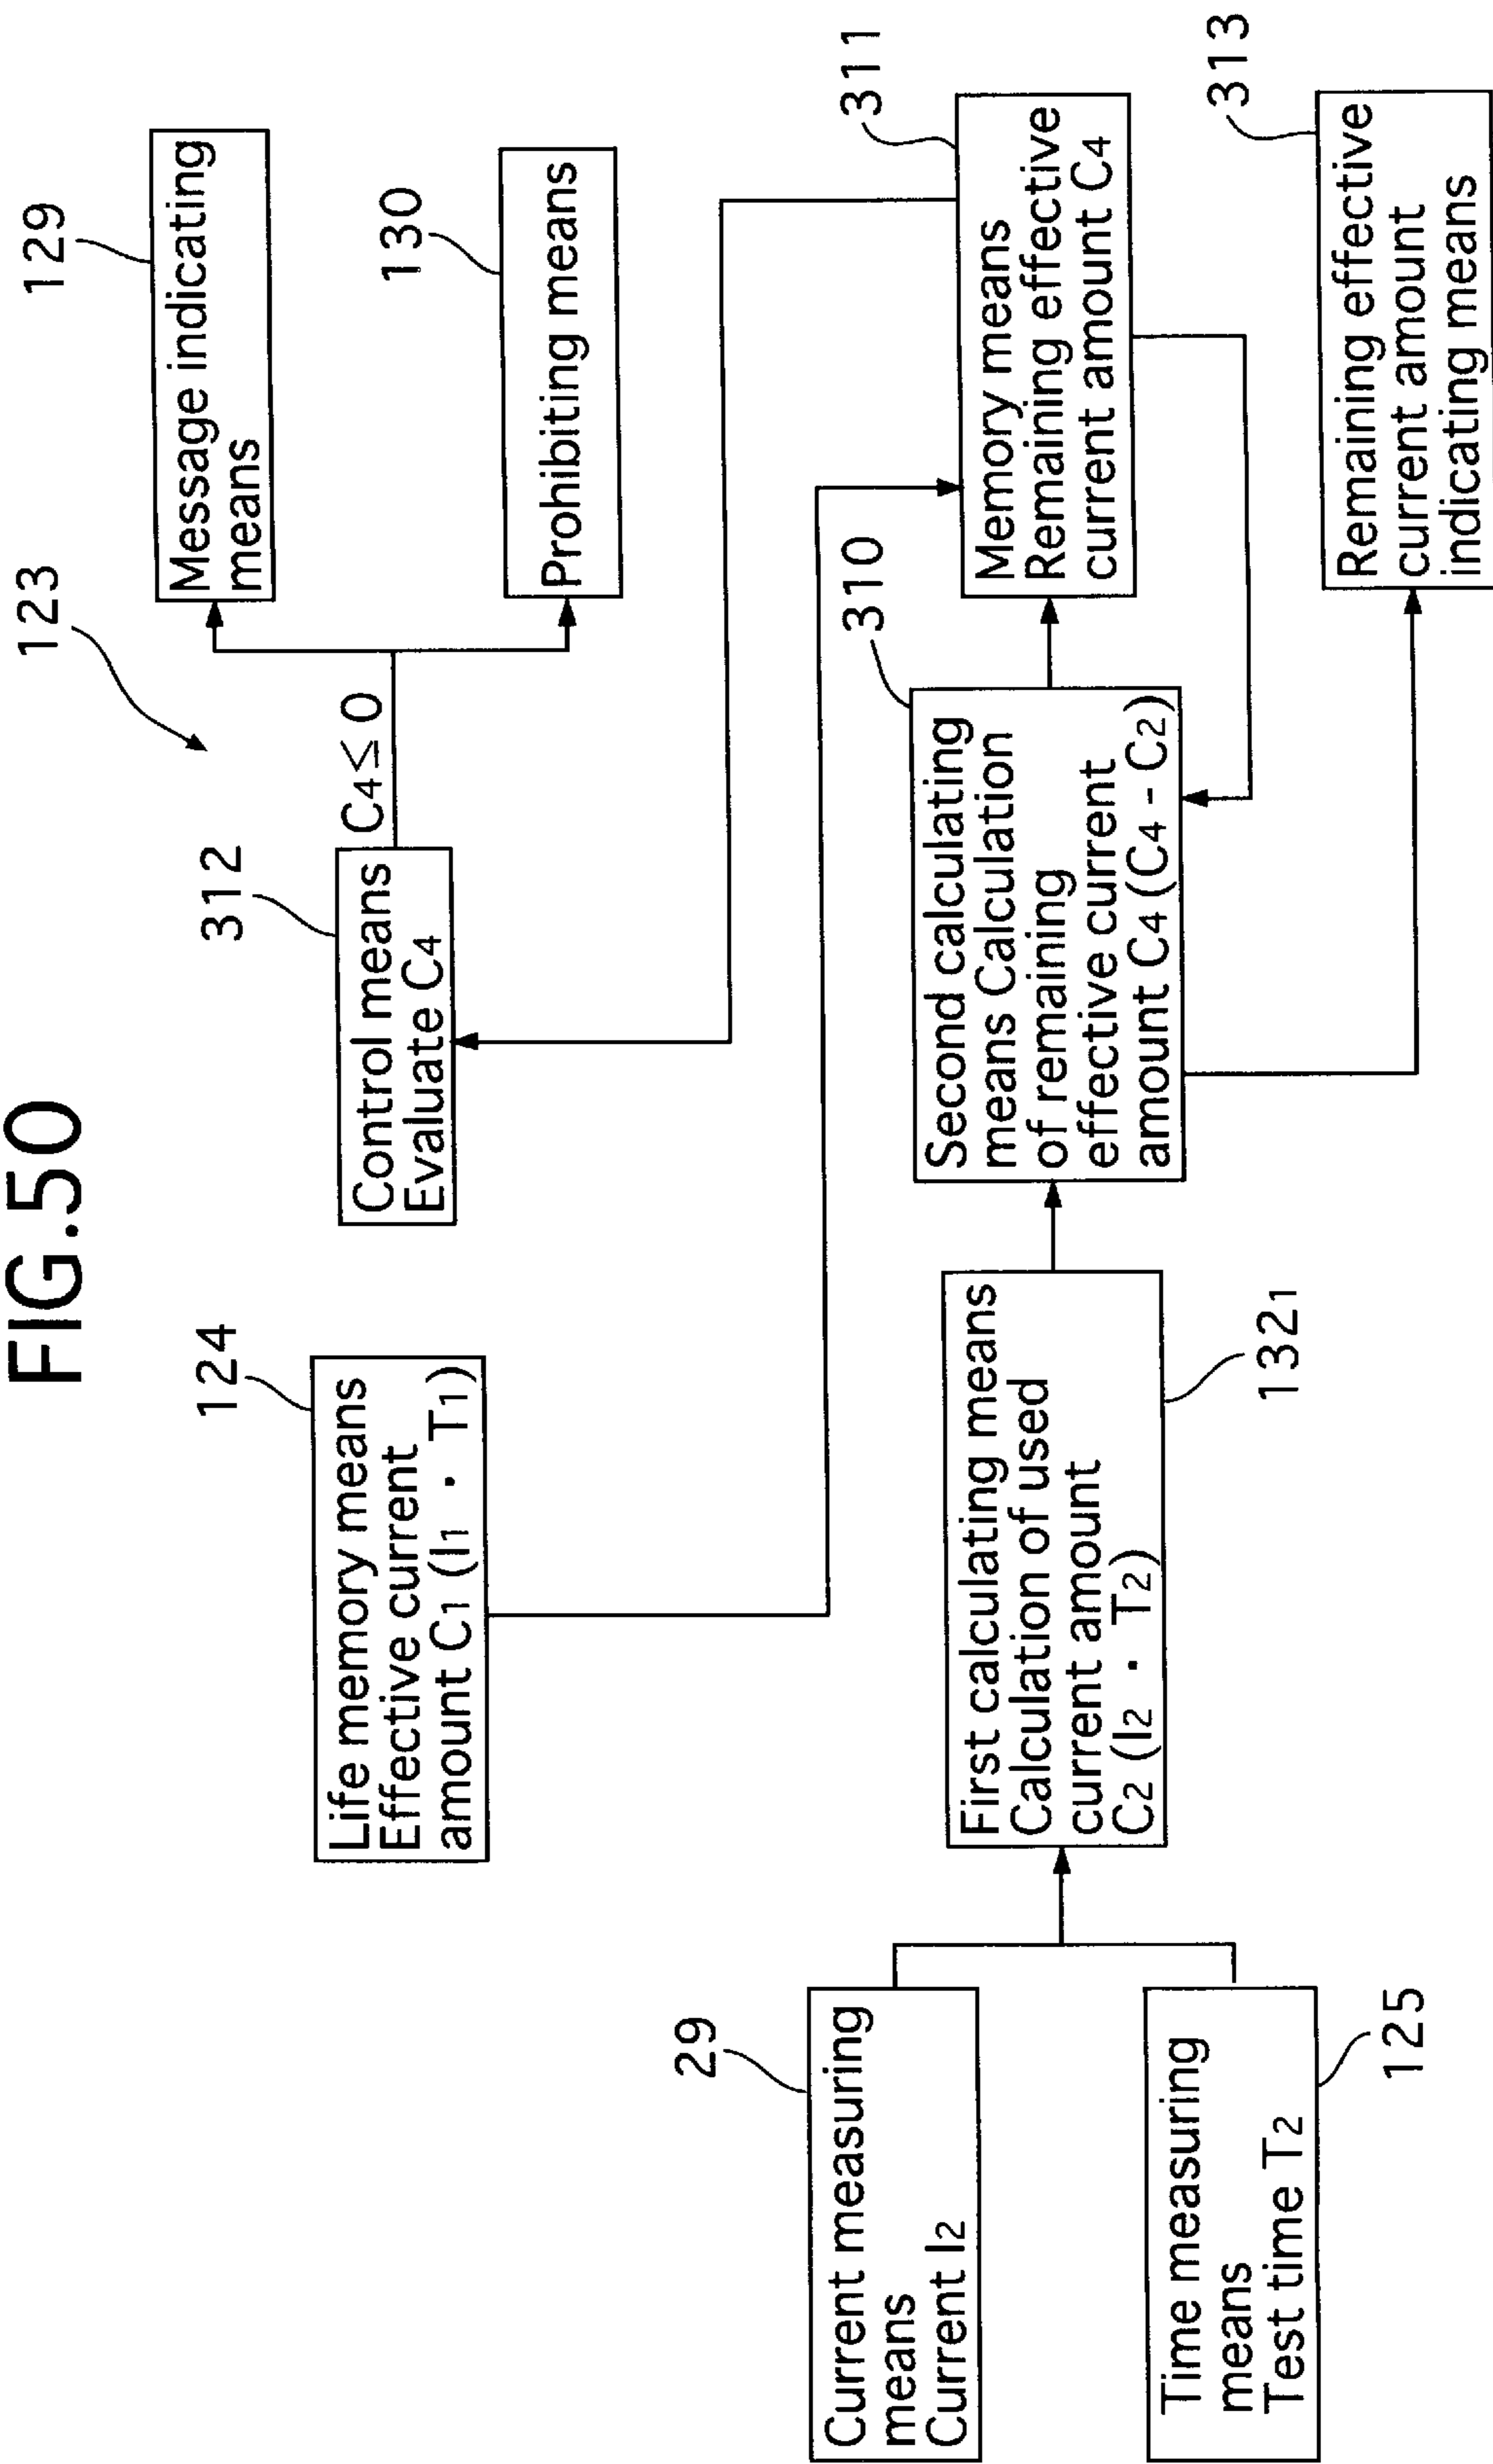 FIG.50
123
129
Message indicating
means
130
Prohibiting means
312
Control means
Evaluate C4
C4≤ 0
124
Life memory means
Effective current
amount C1 (I1 · T1)
29
Current measuring
means
Current I2
125
Time measuring
means
Test time T2
1321
First calculating means
Calculation of used
current amount
C2 (I2 · T2)
310
Second calculating
means Calculation
of remaining
effective current
amount C4 (C4 - C2)
311
Memory means
Remaining effective
current amount C4
313
Remaining effective
current amount
indicating means